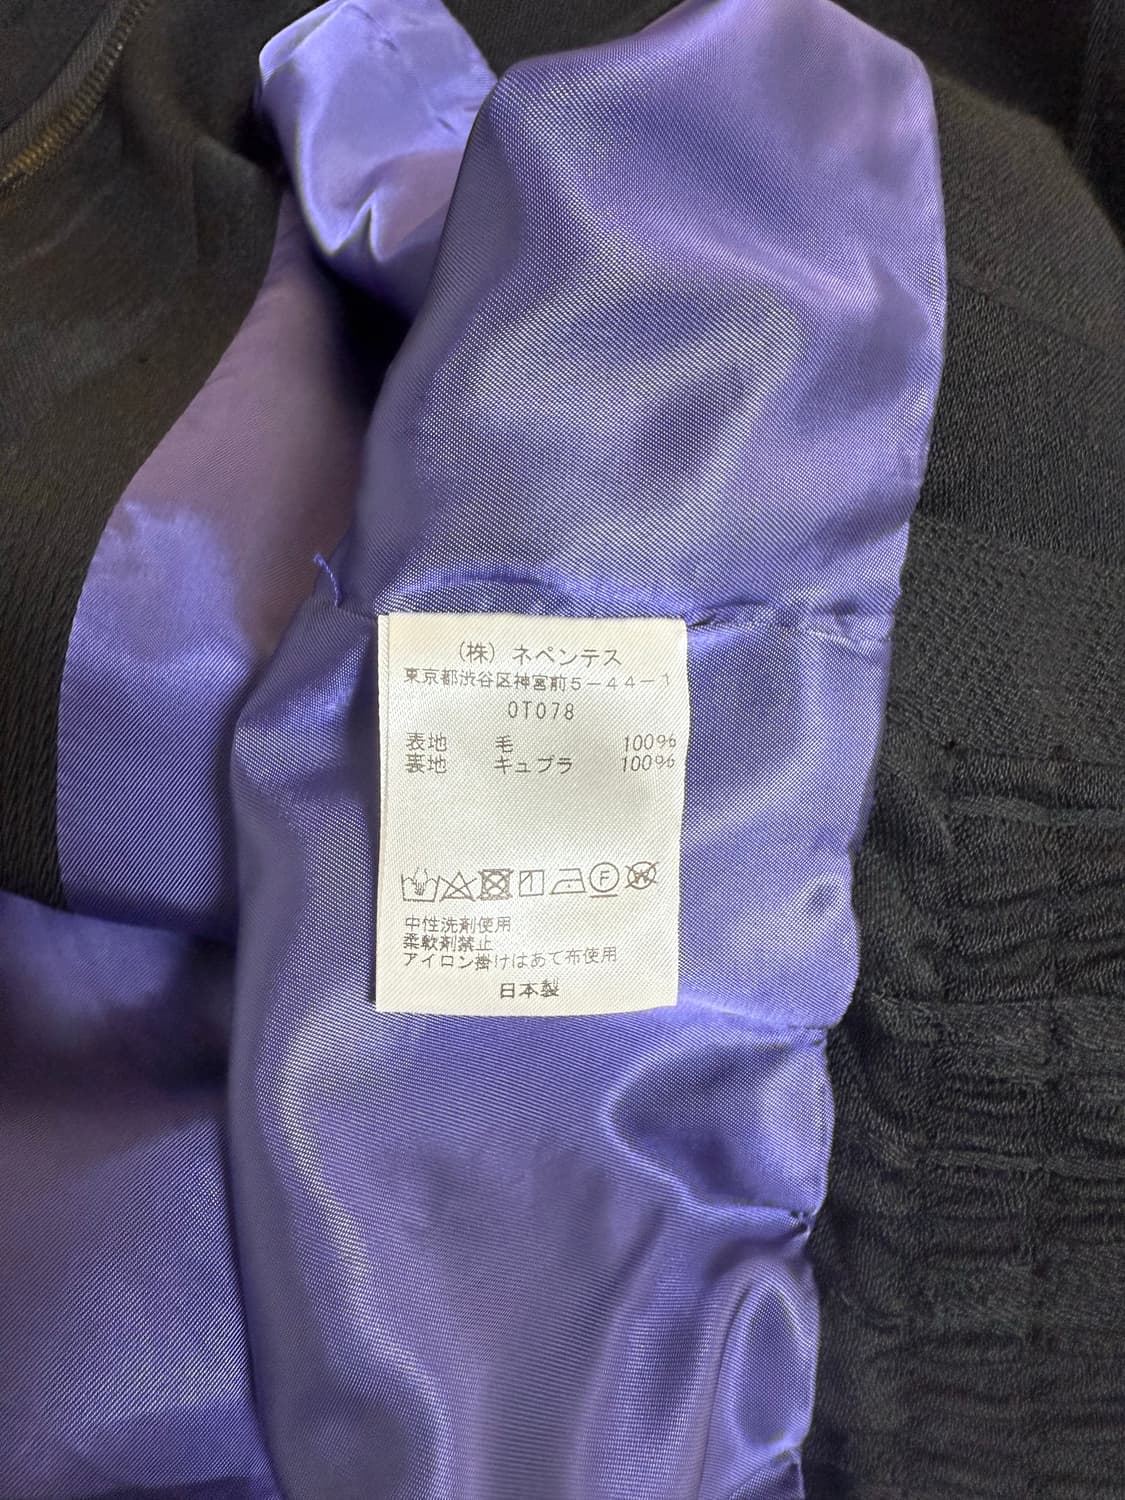 (株) ネペンテス
東京都渋谷区神宮前5-44-1
0T078
表地 毛 100%
裏地 キュプラ 100%
F W
中性洗剤使用
柔軟剤禁止
アイロン掛けはあて布使用
日本製